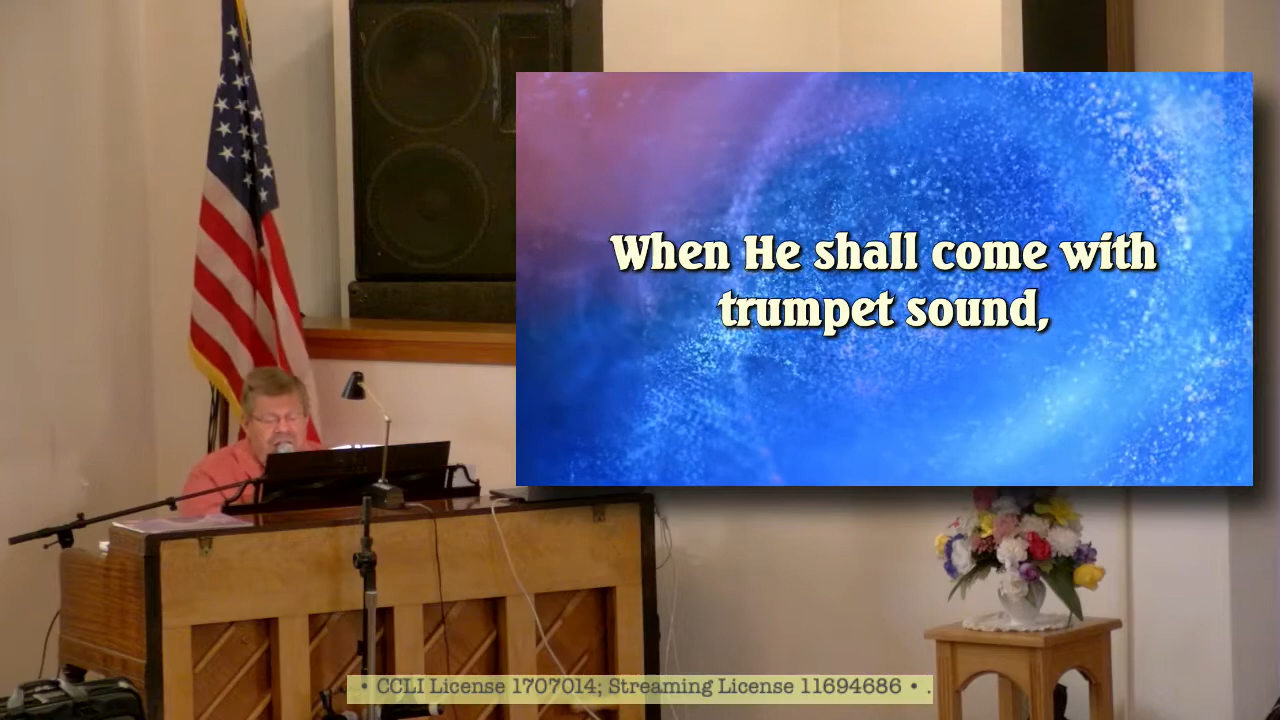 When He shall come with
trumpet sound,
• CCLI License 1707014; Streaming License 11694686 • .